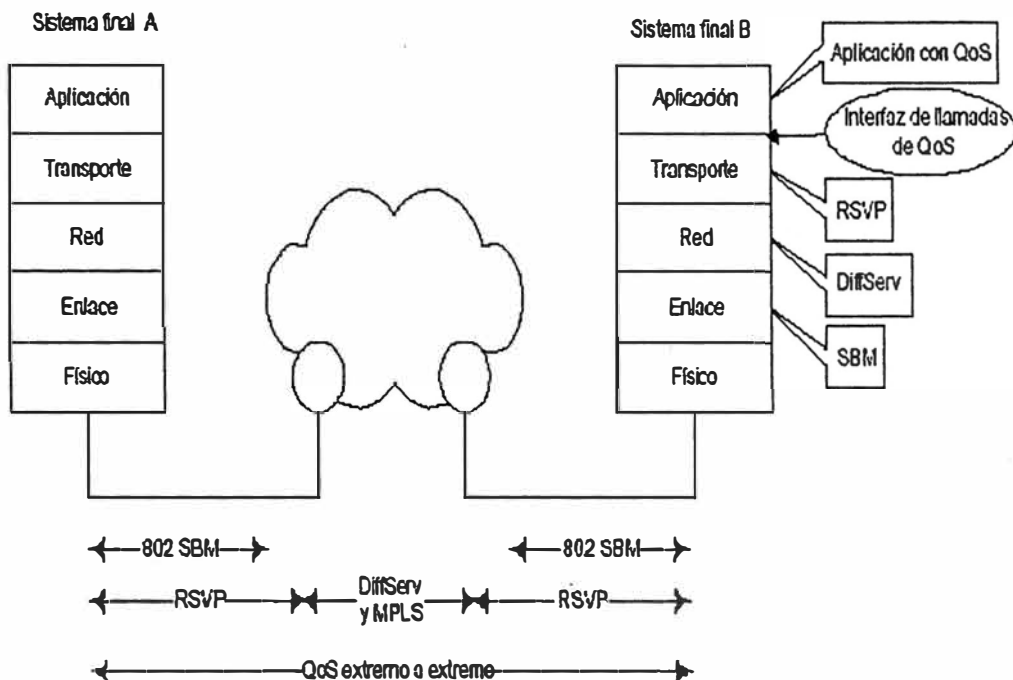 Sistema final A
Aplicación
Transporte
Red
Enlace
Físico
Sistema final B
Aplicación
Transporte
Red
Enlace
Físico
Aplicación con QoS
Interfaz de llamadas
de QoS
RSVP
DiffServ
SBM
802 SBM
802 SBM
RSVP
DiffServ
y MPLS
RSVP
QoS extremo a extremo